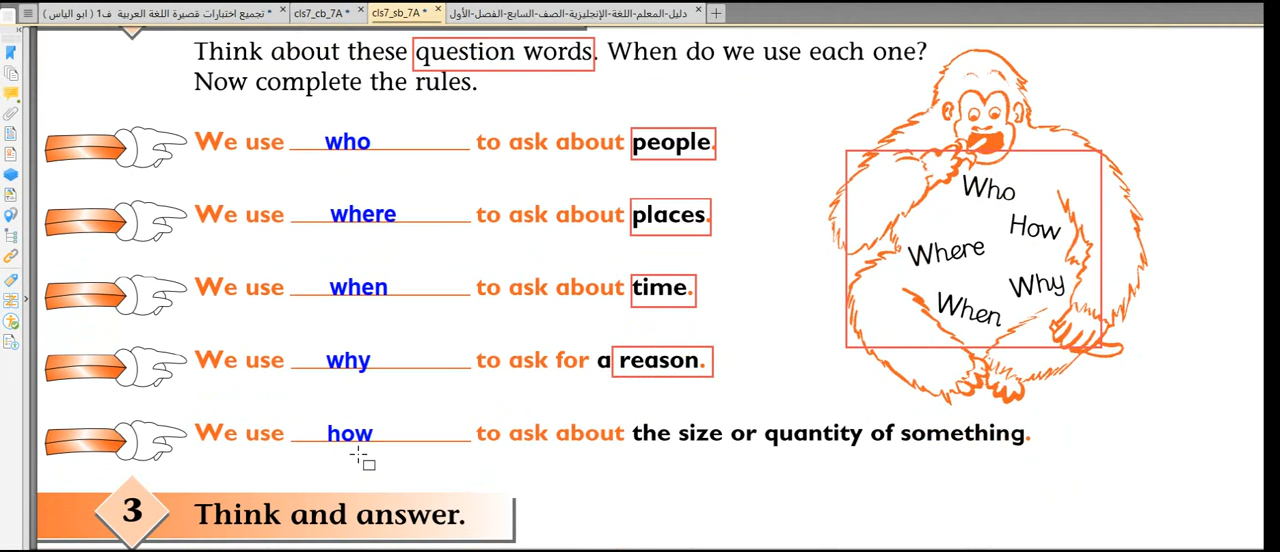 تجميع اختبارات قصيرة اللغة العربية ف1 ( ابو الياس ) *
cls7_cb_7A *
cls7_sb_7A *
دليل-المعلم-اللغة-الإنجليزية-الصف-السابع-الفصل-الأول
Think about these question words. When do we use each one?
Now complete the rules.
We use who to ask about people.
We use where to ask about places.
We use when to ask about time.
We use why to ask for a reason.
We use how to ask about the size or quantity of something.
Who
How
Where
Why
When
3 Think and answer.